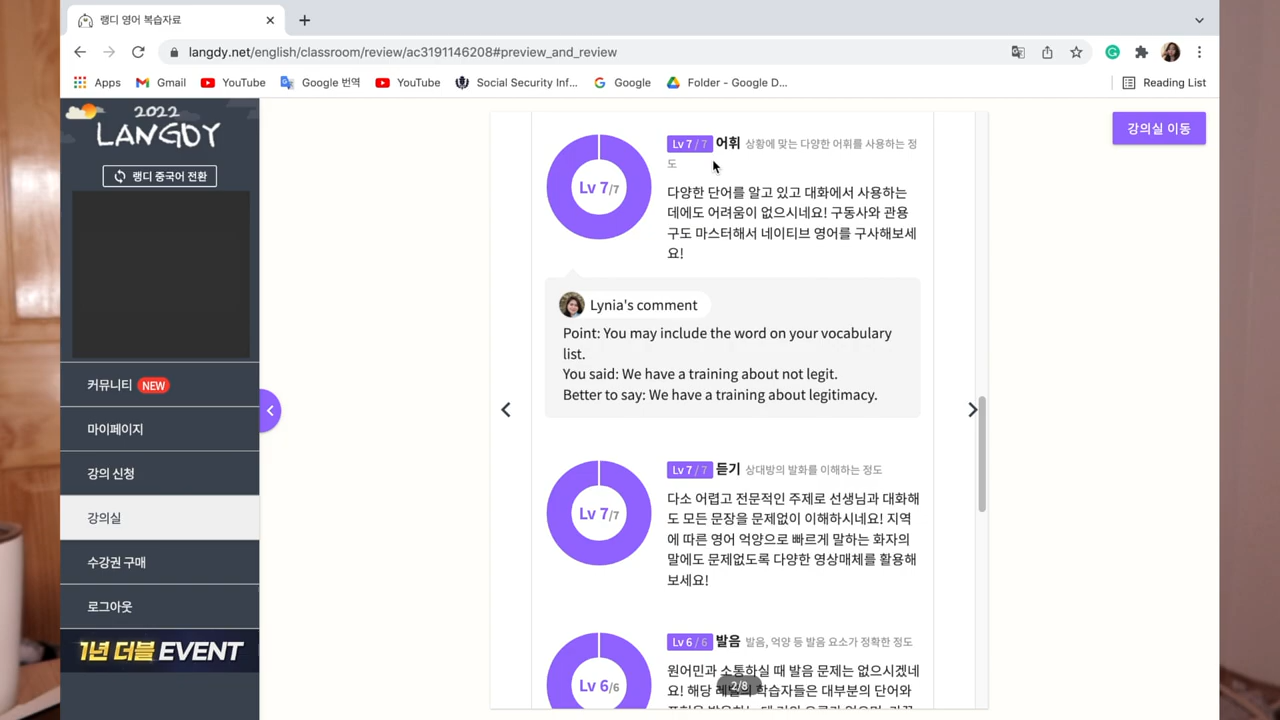 랭디 영어 복습자료
langdy.net/english/classroom/review/ac3191146208#preview_and_review
Apps Gmail YouTube Google 번역 YouTube Social Security Inf... Google Folder - Google D... Reading List
2022
LANGDY
랭디 중국어 전환
커뮤니티 NEW
마이페이지
강의 신청
강의실
수강권 구매
로그아웃
1년 더블 EVENT
강의실 이동
Lv 7/7
Lv 7 / 7 어휘 상황에 맞는 다양한 어휘를 사용하는 정
도
다양한 단어를 알고 있고 대화에서 사용하는
데에도 어려움이 없으시네요! 구동사와 관용
구도 마스터해서 네이티브 영어를 구사해보세
요!
Lynia's comment
Point: You may include the word on your vocabulary
list.
You said: We have a training about not legit.
Better to say: We have a training about legitimacy.
Lv 7/7
Lv 7 / 7 듣기 상대방의 발화를 이해하는 정도
다소 어렵고 전문적인 주제로 선생님과 대화해
도 모든 문장을 문제없이 이해하시네요! 지역
에 따른 영어 억양으로 빠르게 말하는 화자의
말에도 문제없도록 다양한 영상매체를 활용해
보세요!
Lv 6/6
Lv 6 / 6 발음 발음, 억양 등 발음 요소가 정확한 정도
원어민과 소통하실 때 발음 문제는 없으시겠네
요! 해당 학습자들은 대부분의 단어와
2/8